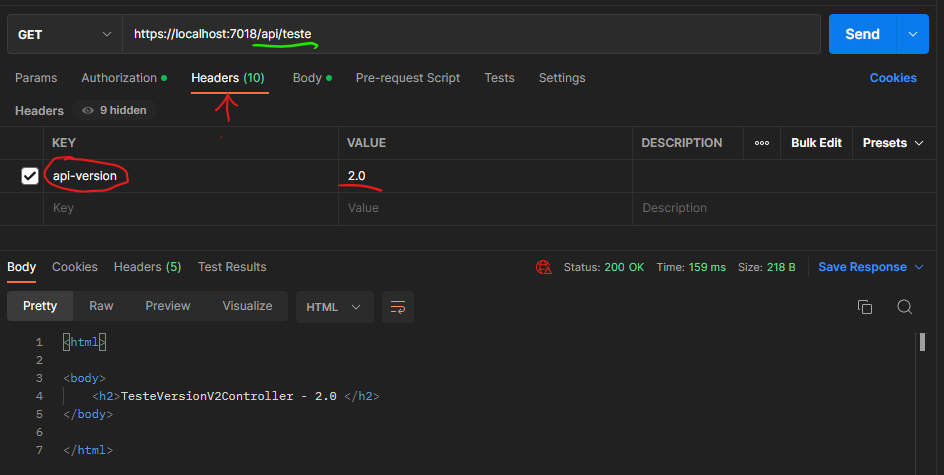 GET https://localhost:7018/api/teste Send
Params Authorization Headers (10) Body Pre-request Script Tests Settings Cookies
Headers 9 hidden
KEY VALUE DESCRIPTION Bulk Edit Presets
api-version 2.0
Key Value Description
Body Cookies Headers (5) Test Results Status: 200 OK Time: 159 ms Size: 218 B Save Response
Pretty Raw Preview Visualize HTML
1 <html>
2
3 <body>
4 <h2>TesteVersionV2Controller - 2.0 </h2>
5 </body>
6
7 </html>